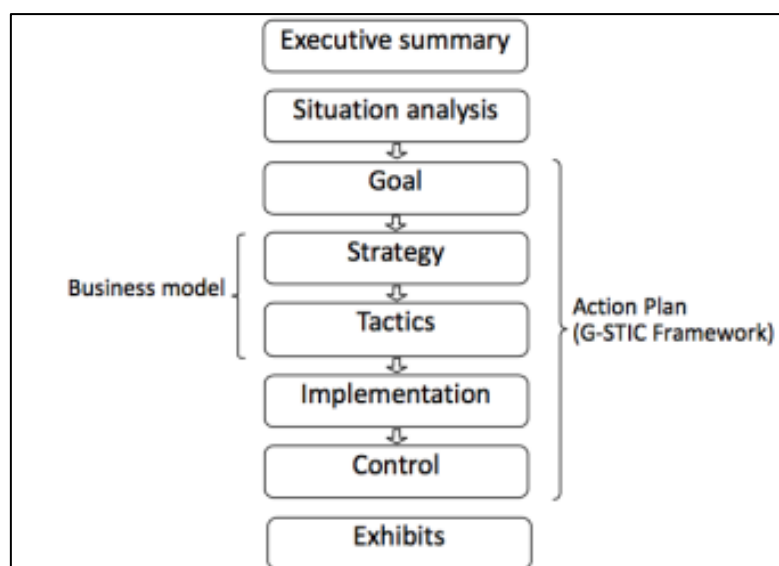 Executive summary
Situation analysis
Goal
Strategy
Business model
Tactics
Action Plan
(G-STIC Framework)
Implementation
Control
Exhibits